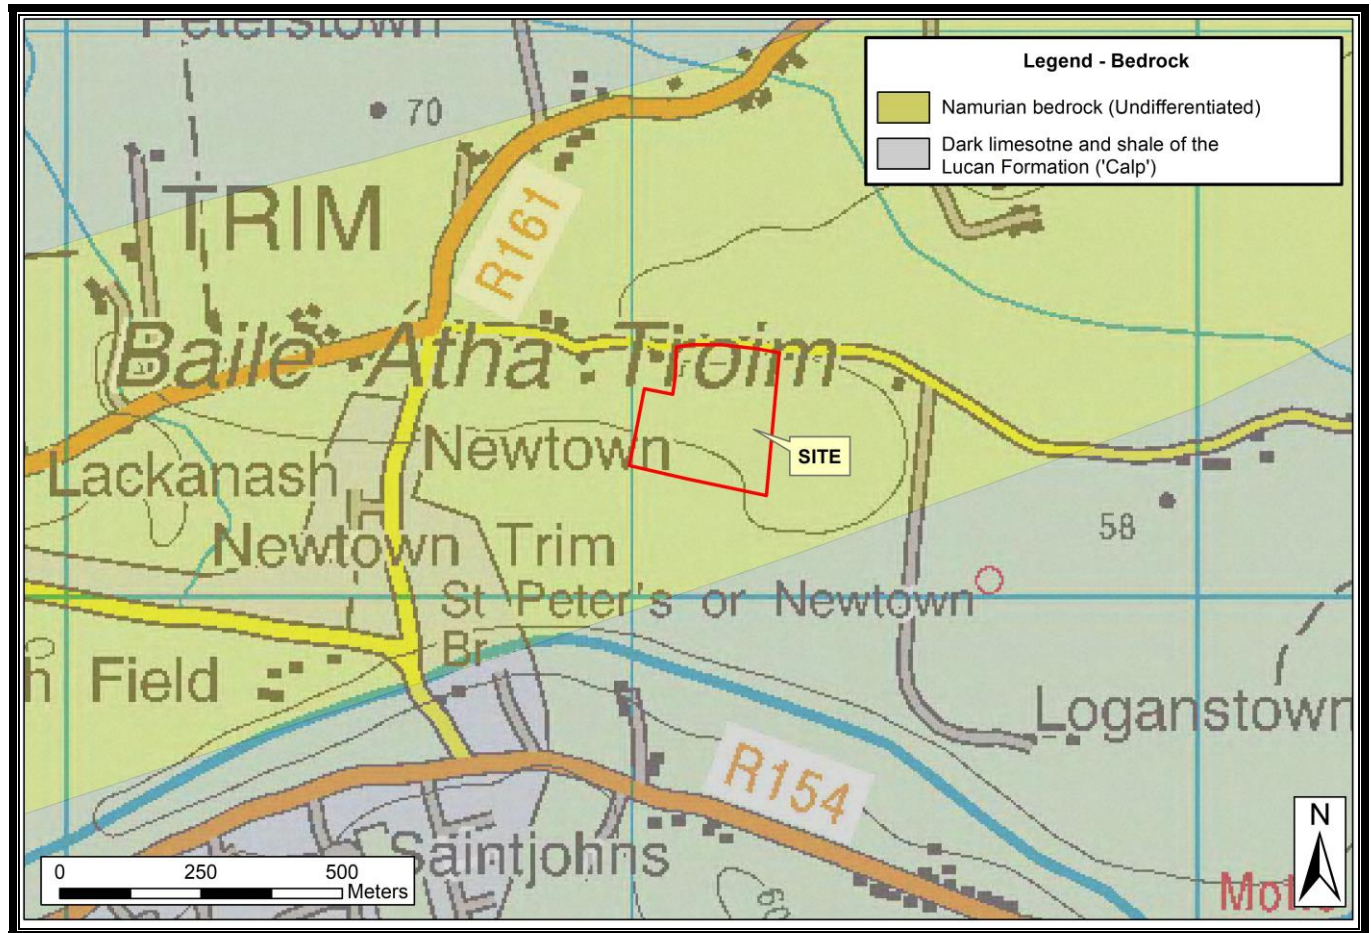 Peterstown
Legend - Bedrock
Namurian bedrock (Undifferentiated)
Dark limesotne and shale of the
Lucan Formation ('Calp')
70
TRIM
R161
Baile Átha Troim
Newtown
SITE
Lackanash
Newtown Trim
58
St Peter's or Newtown
Br
h Field
Loganstown
R154
Saintjohns
N
0 250 500
Meters
60